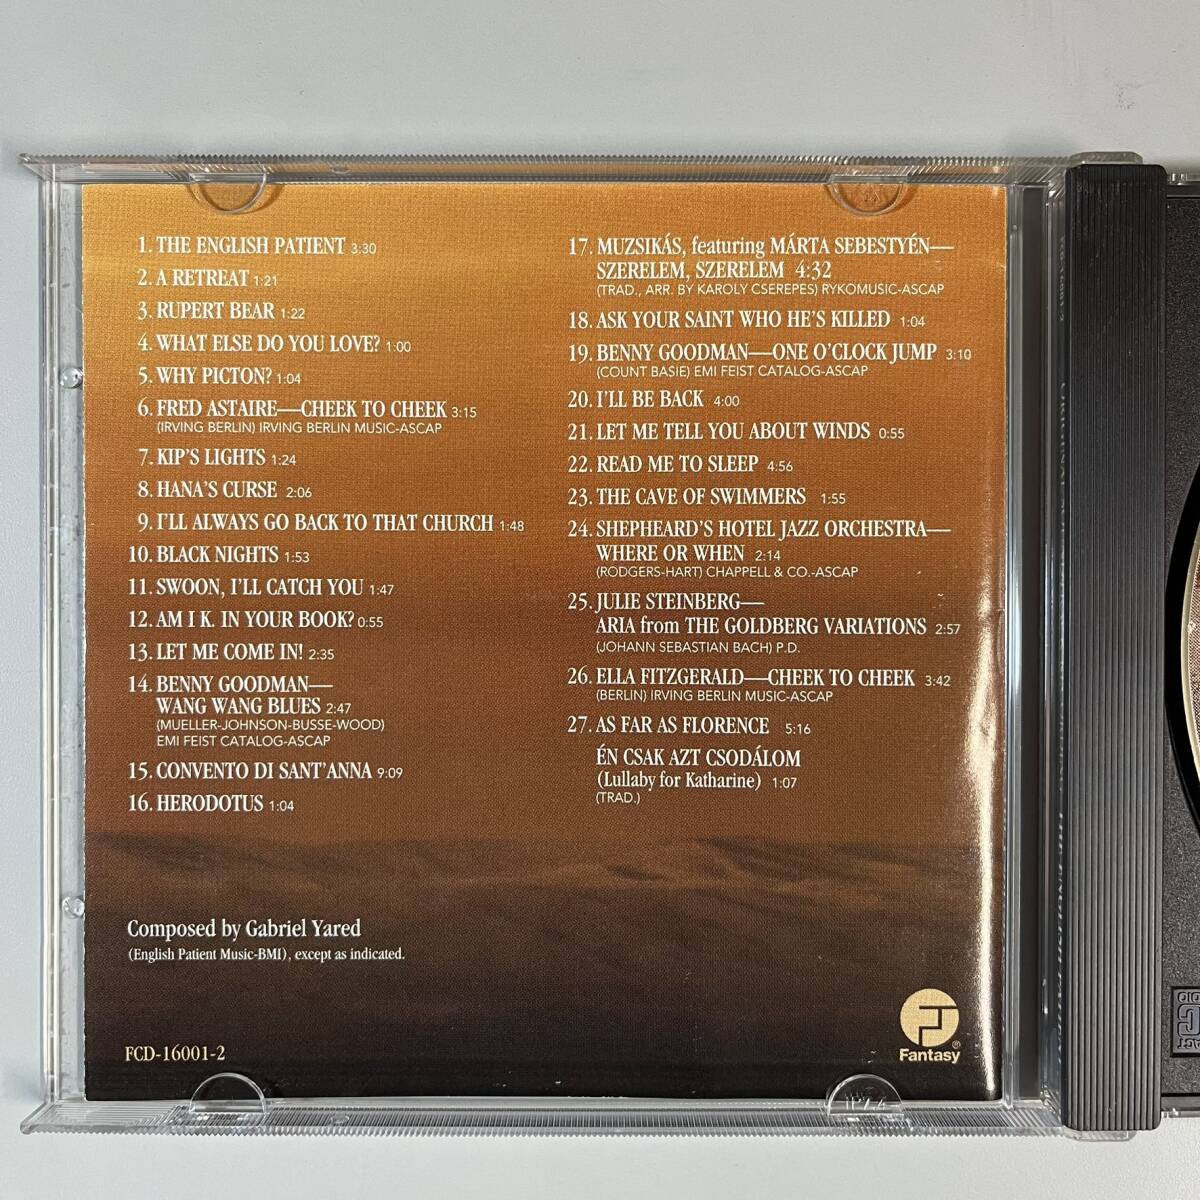 1. THE ENGLISH PATIENT 3:30
2. A RETREAT 1:21
3. RUPERT BEAR 1:22
4. WHAT ELSE DO YOU LOVE? 1:00
5. WHY PICTON? 1:04
6. FRED ASTAIRE—CHEEK TO CHEEK 3:15
(IRVING BERLIN) IRVING BERLIN MUSIC-ASCAP
7. KIP'S LIGHTS 1:24
8. HANA'S CURSE 2:06
9. I'LL ALWAYS GO BACK TO THAT CHURCH 1:48
10. BLACK NIGHTS 1:53
11. SWOON, I'LL CATCH YOU 1:47
12. AM I K. IN YOUR BOOK? 0:55
13. LET ME COME IN! 2:35
14. BENNY GOODMAN—
WANG WANG BLUES 2:47
(MUELLER-JOHNSON-BUSSE-WOOD)
EMI FEIST CATALOG-ASCAP
15. CONVENTO DI SANT'ANNA 9:09
16. HERODOTUS 1:04
17. MUZSIKÁS, featuring MÁRTA SEBESTYÉN—
SZERELEM, SZERELEM 4:32
(TRAD., ARR. BY KAROLY CSEREPES) RYKOMUSIC-ASCAP
18. ASK YOUR SAINT WHO HE'S KILLED 1:04
19. BENNY GOODMAN—ONE O'CLOCK JUMP 3:10
(COUNT BASIE) EMI FEIST CATALOG-ASCAP
20. I'LL BE BACK 4:00
21. LET ME TELL YOU ABOUT WINDS 0:55
22. READ ME TO SLEEP 4:56
23. THE CAVE OF SWIMMERS 1:55
24. SHEPHEARD'S HOTEL JAZZ ORCHESTRA—
WHERE OR WHEN 2:14
(RODGERS-HART) CHAPPELL & CO.-ASCAP
25. JULIE STEINBERG—
ARIA from THE GOLDBERG VARIATIONS 2:57
(JOHANN SEBASTIAN BACH) P.D.
26. ELLA FITZGERALD—CHEEK TO CHEEK 3:42
(BERLIN) IRVING BERLIN MUSIC-ASCAP
27. AS FAR AS FLORENCE 5:16
ÉN CSAK AZT CSODÁLOM
(Lullaby for Katharine) 1:07
(TRAD.)
Composed by Gabriel Yared
(English Patient Music-BMI), except as indicated.
FCD-16001-2
Fantasy®